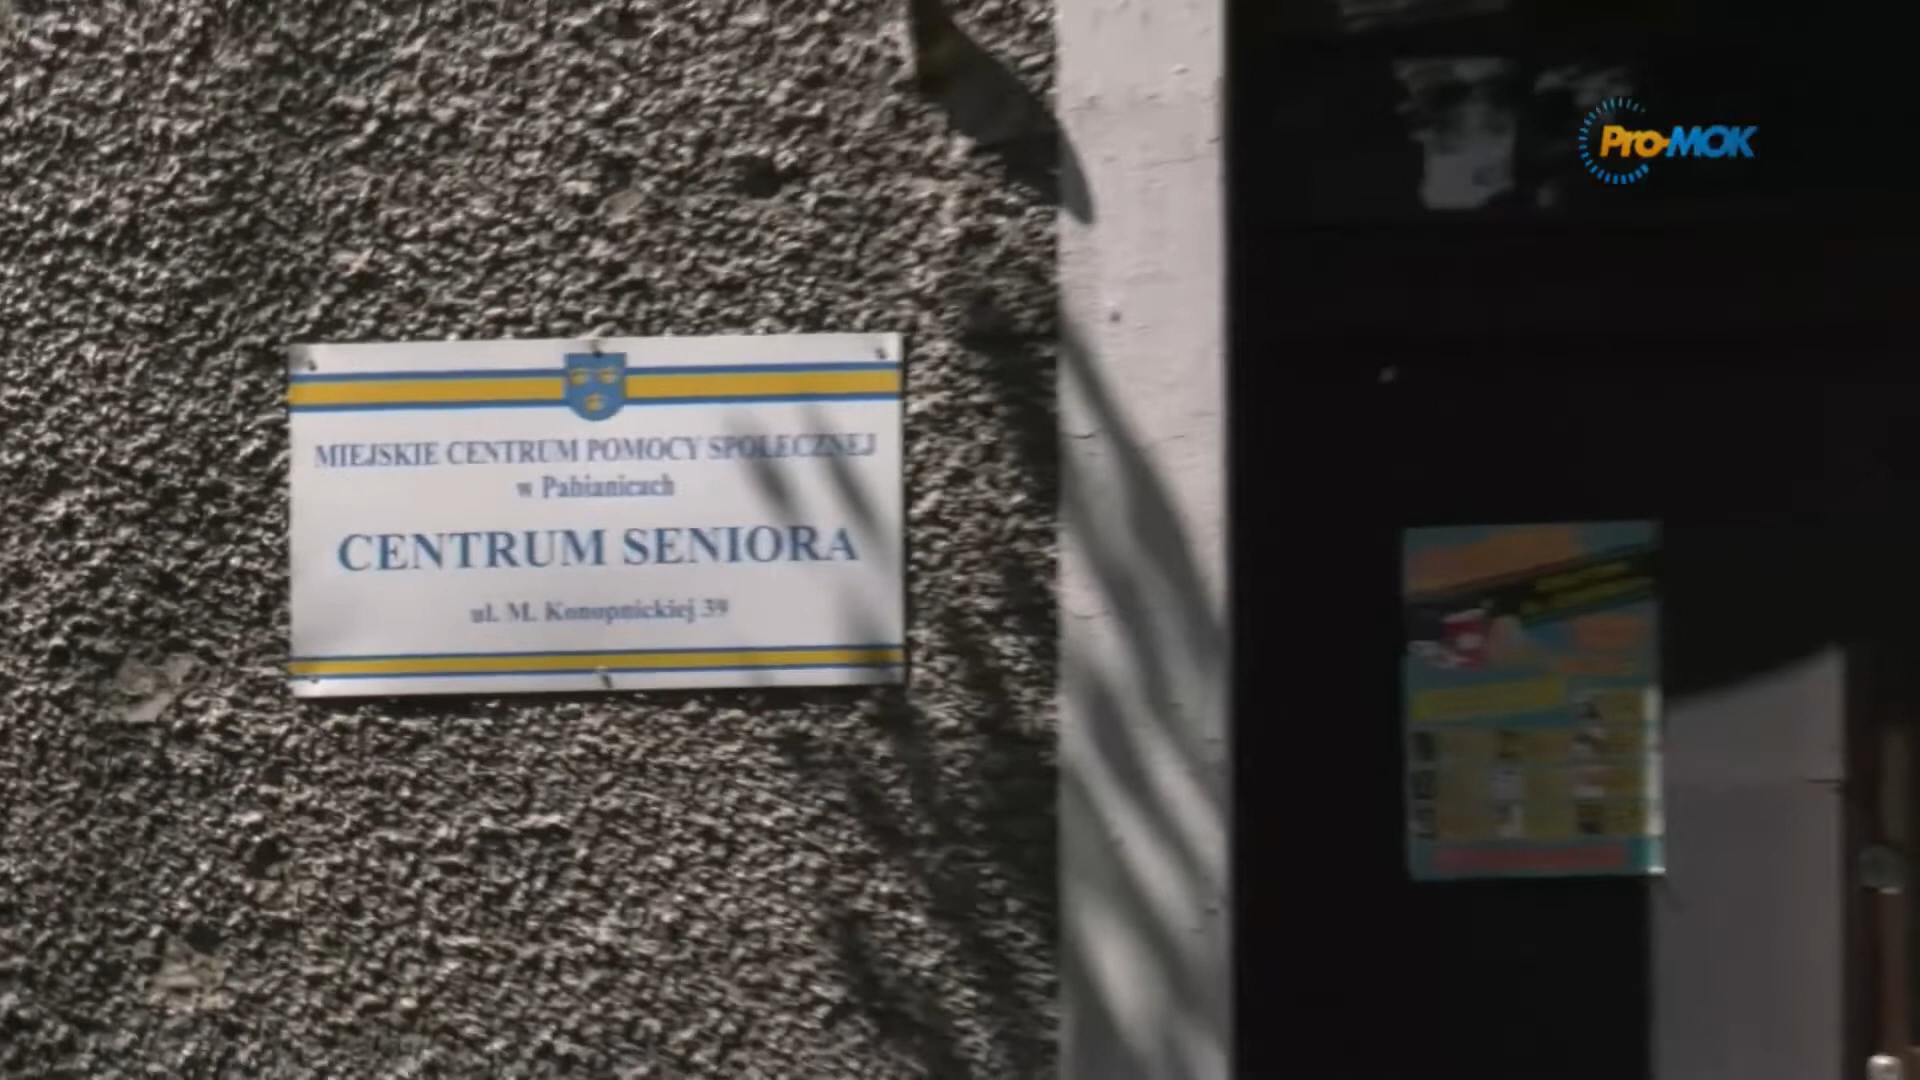 Pro-MOK
MIEJSKIE CENTRUM POMOCY SPOŁECZNEJ
w Pabianicach
CENTRUM SENIORA
ul. M. Konopnickiej 39